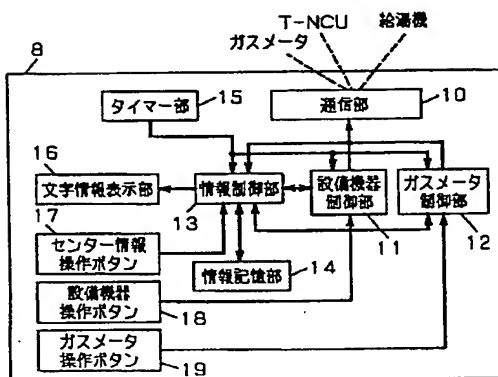 T-NCU
給湯機
ガスメータ
8
タイマー部
15
通信部
10
16
文字情報表示部
情報制御部
13
設備機器
制御部
11
ガスメータ
制御部
12
17
センター情報
操作ボタン
情報記憶部
14
設備機器
操作ボタン
18
ガスメータ
操作ボタン
19